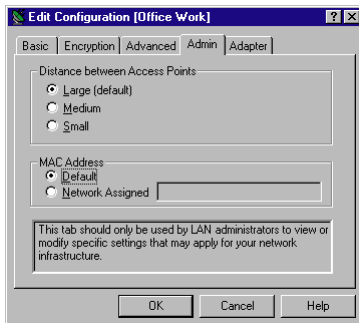 Edit Configuration [Office Work]
Basic Encryption Advanced Admin Adapter
Distance between Access Points
Large (default)
Medium
Small
MAC Address
Default
Network Assigned
This tab should only be used by LAN administrators to view or
modify specific settings that may apply for your network
infrastructure.
OK Cancel Help